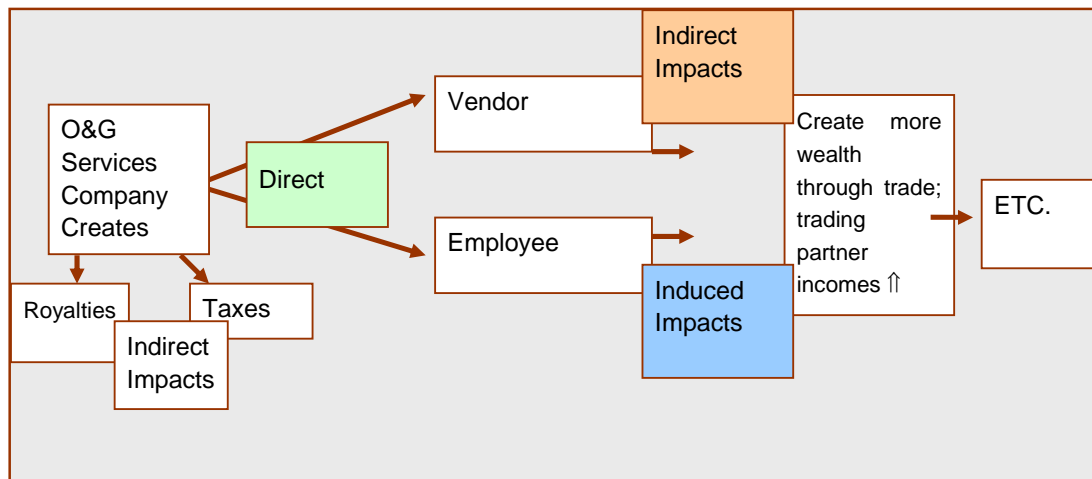 O&G
Services
Company
Creates
Royalties
Taxes
Indirect
Impacts
Direct
Vendor
Employee
Indirect
Impacts
Induced
Impacts
Create more
wealth
through trade;
trading
partner
incomes ⇑
ETC.